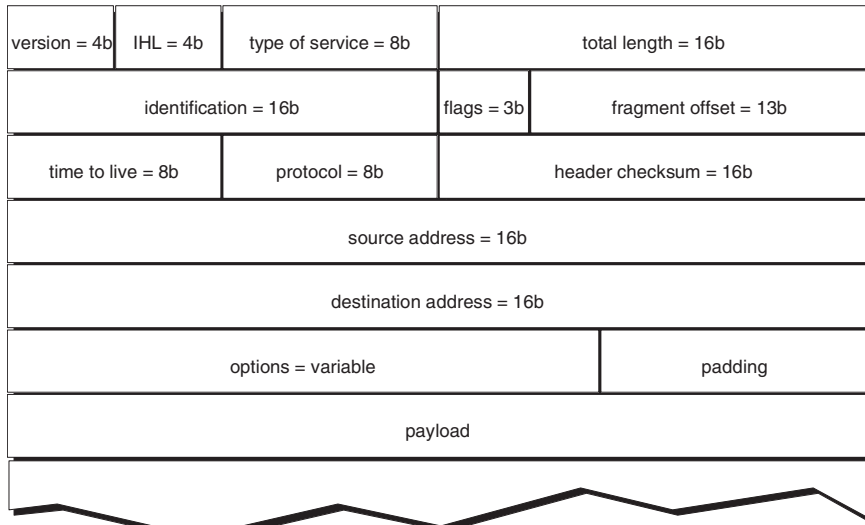 version = 4b IHL = 4b type of service = 8b total length = 16b
identification = 16b flags = 3b fragment offset = 13b
time to live = 8b protocol = 8b header checksum = 16b
source address = 16b
destination address = 16b
options = variable padding
payload